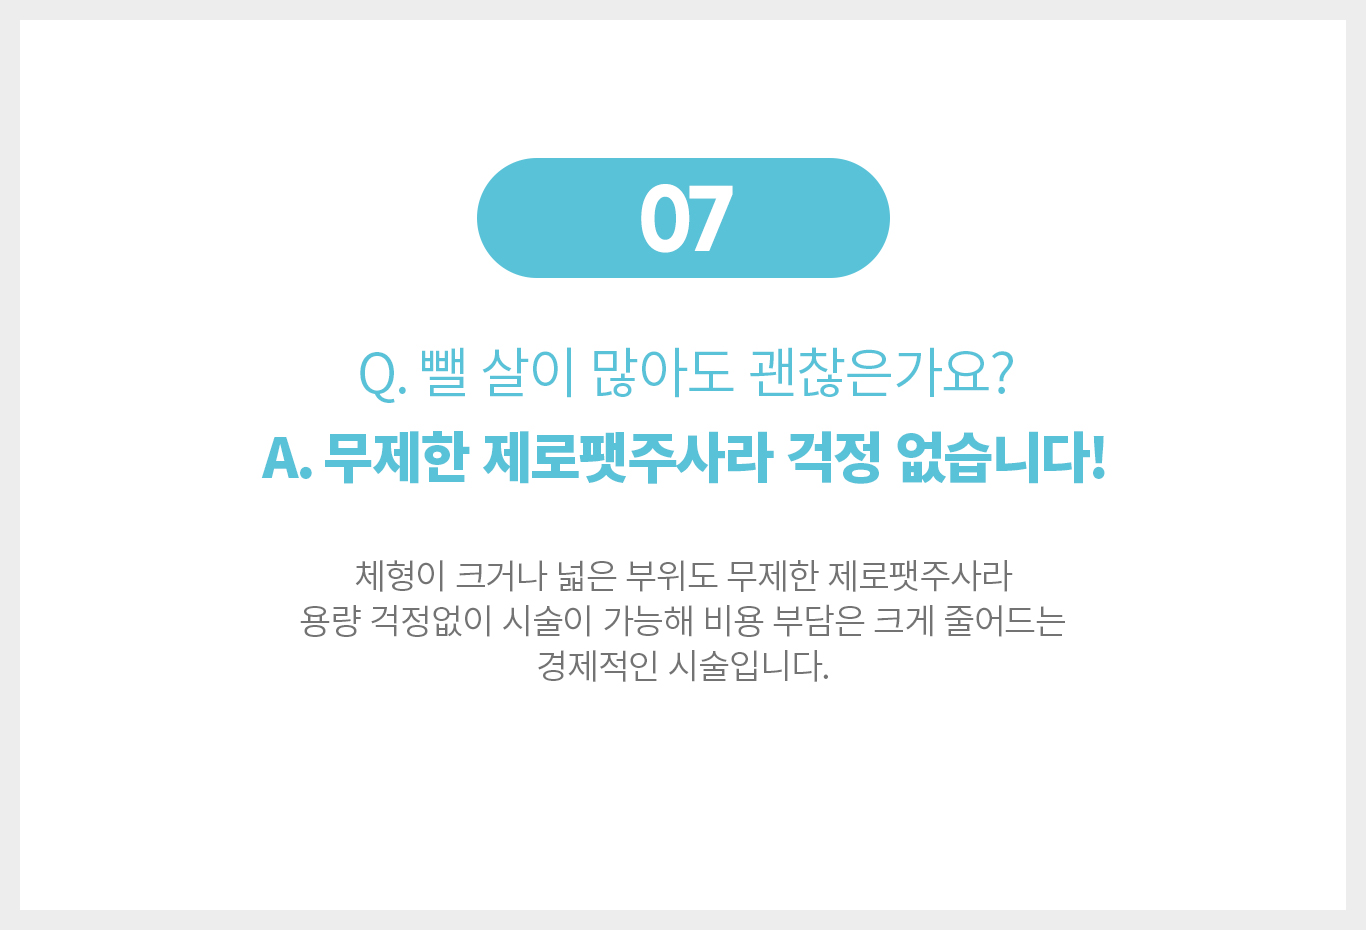 07
Q. 뺄 살이 많아도 괜찮은가요?
A. 무제한 제로팻주사라 걱정 없습니다!
체형이 크거나 넓은 부위도 무제한 제로팻주사라
용량 걱정없이 시술이 가능해 비용 부담은 크게 줄어드는
경제적인 시술입니다.